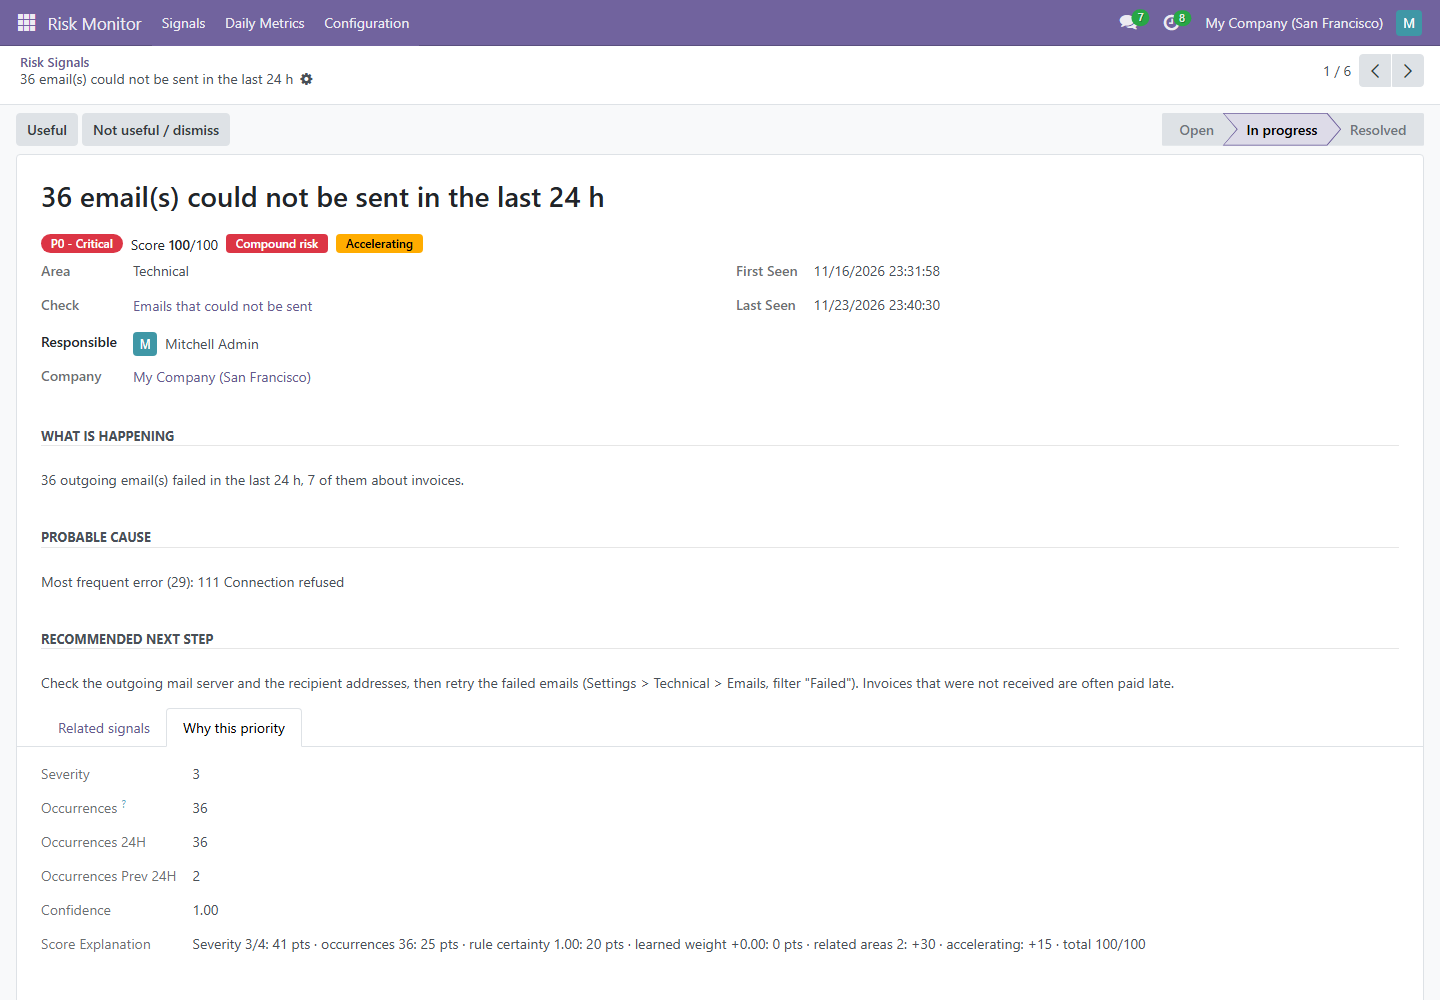 Risk Monitor Signals Daily Metrics Configuration 7 8 My Company (San Francisco) M
Risk Signals
36 email(s) could not be sent in the last 24 h
1 / 6
Useful Not useful / dismiss Open In progress Resolved
36 email(s) could not be sent in the last 24 h
P0 - Critical Score 100/100 Compound risk Accelerating
Area Technical First Seen 11/16/2026 23:31:58
Check Emails that could not be sent Last Seen 11/23/2026 23:40:30
Responsible M Mitchell Admin
Company My Company (San Francisco)
WHAT IS HAPPENING
36 outgoing email(s) failed in the last 24 h, 7 of them about invoices.
PROBABLE CAUSE
Most frequent error (29): 111 Connection refused
RECOMMENDED NEXT STEP
Check the outgoing mail server and the recipient addresses, then retry the failed emails (Settings > Technical > Emails, filter "Failed"). Invoices that were not received are often paid late.
Related signals Why this priority
Severity 3
Occurrences ? 36
Occurrences 24H 36
Occurrences Prev 24H 2
Confidence 1.00
Score Explanation Severity 3/4: 41 pts · occurrences 36: 25 pts · rule certainty 1.00: 20 pts · learned weight +0.00: 0 pts · related areas 2: +30 · accelerating: +15 · total 100/100